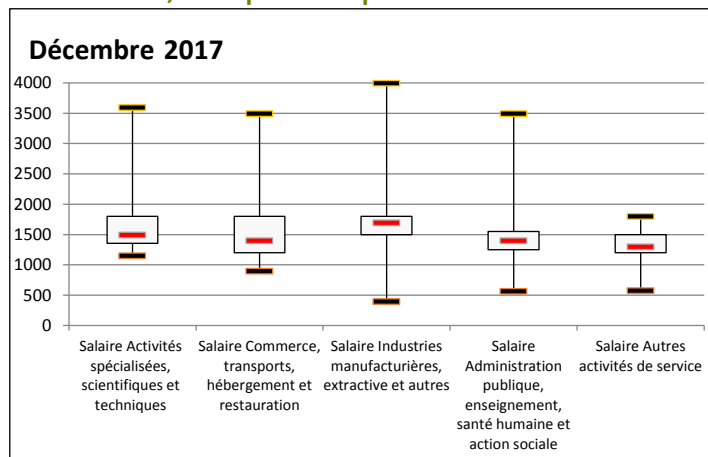 Décembre 2017
4000
3500
3000
2500
2000
1500
1000
500
0
Salaire Activités
spécialisées,
scientifiques et
techniques
Salaire Commerce,
transports,
hébergement et
restauration
Salaire Industries
manufacturières,
extractive et autres
Salaire
Administration
publique,
enseignement,
santé humaine et
action sociale
Salaire Autres
activités de service